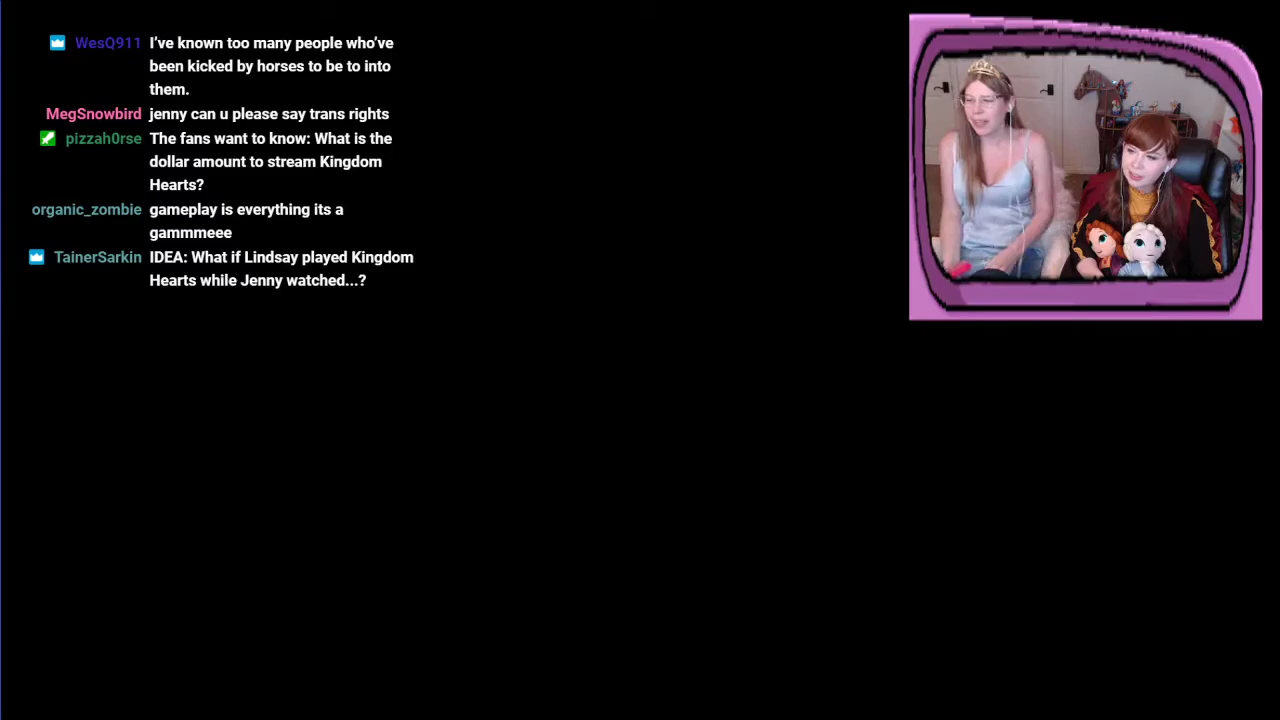 WesQ911 I’ve known too many people who’ve
been kicked by horses to be to into
them.
MegSnowbird jenny can u please say trans rights
pizzah0rse The fans want to know: What is the
dollar amount to stream Kingdom
Hearts?
organic_zombie gameplay is everything its a
gammmeee
TainerSarkin IDEA: What if Lindsay played Kingdom
Hearts while Jenny watched...?